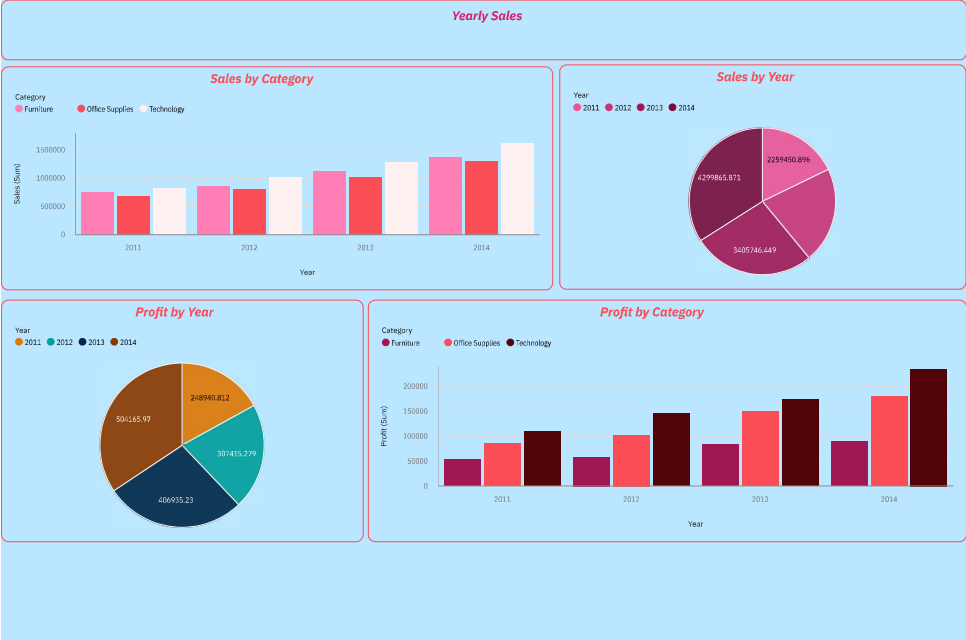 Yearly Sales
Sales by Category
Category
Furniture Office Supplies Technology
Sales (Sum)
1500000
1000000
500000
0
2011 2012 2013 2014
Year
Sales by Year
Year
2011 2012 2013 2014
2259450.896
4299865.871
3405746.449
Profit by Year
Year
2011 2012 2013 2014
248940.812
504165.97
307415.279
406935.23
Profit by Category
Category
Furniture Office Supplies Technology
Profit (Sum)
200000
150000
100000
50000
0
2011 2012 2013 2014
Year